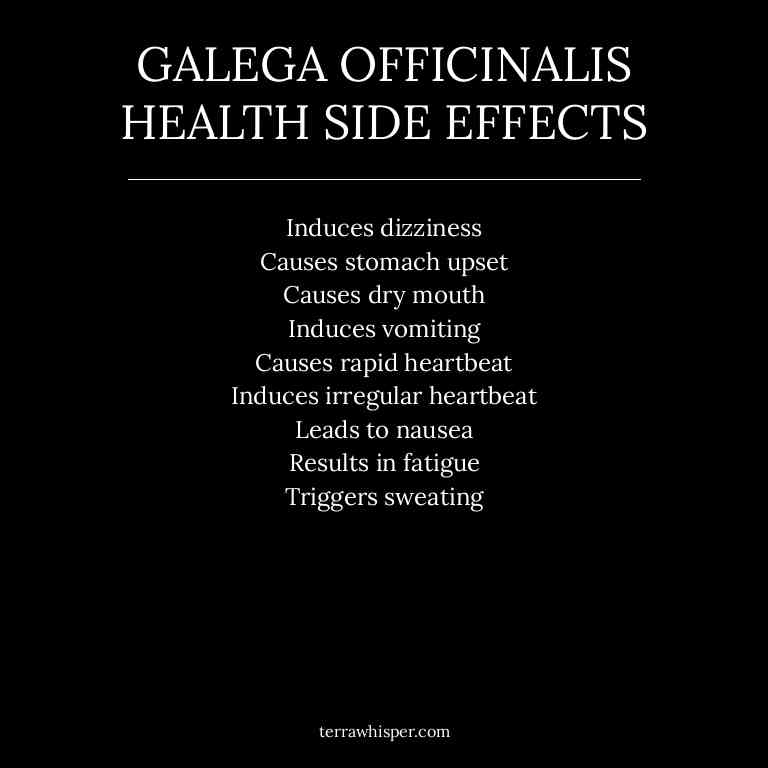 GALEGA OFFICINALIS
HEALTH SIDE EFFECTS
Induces dizziness
Causes stomach upset
Causes dry mouth
Induces vomiting
Causes rapid heartbeat
Induces irregular heartbeat
Leads to nausea
Results in fatigue
Triggers sweating
terrawhisper.com